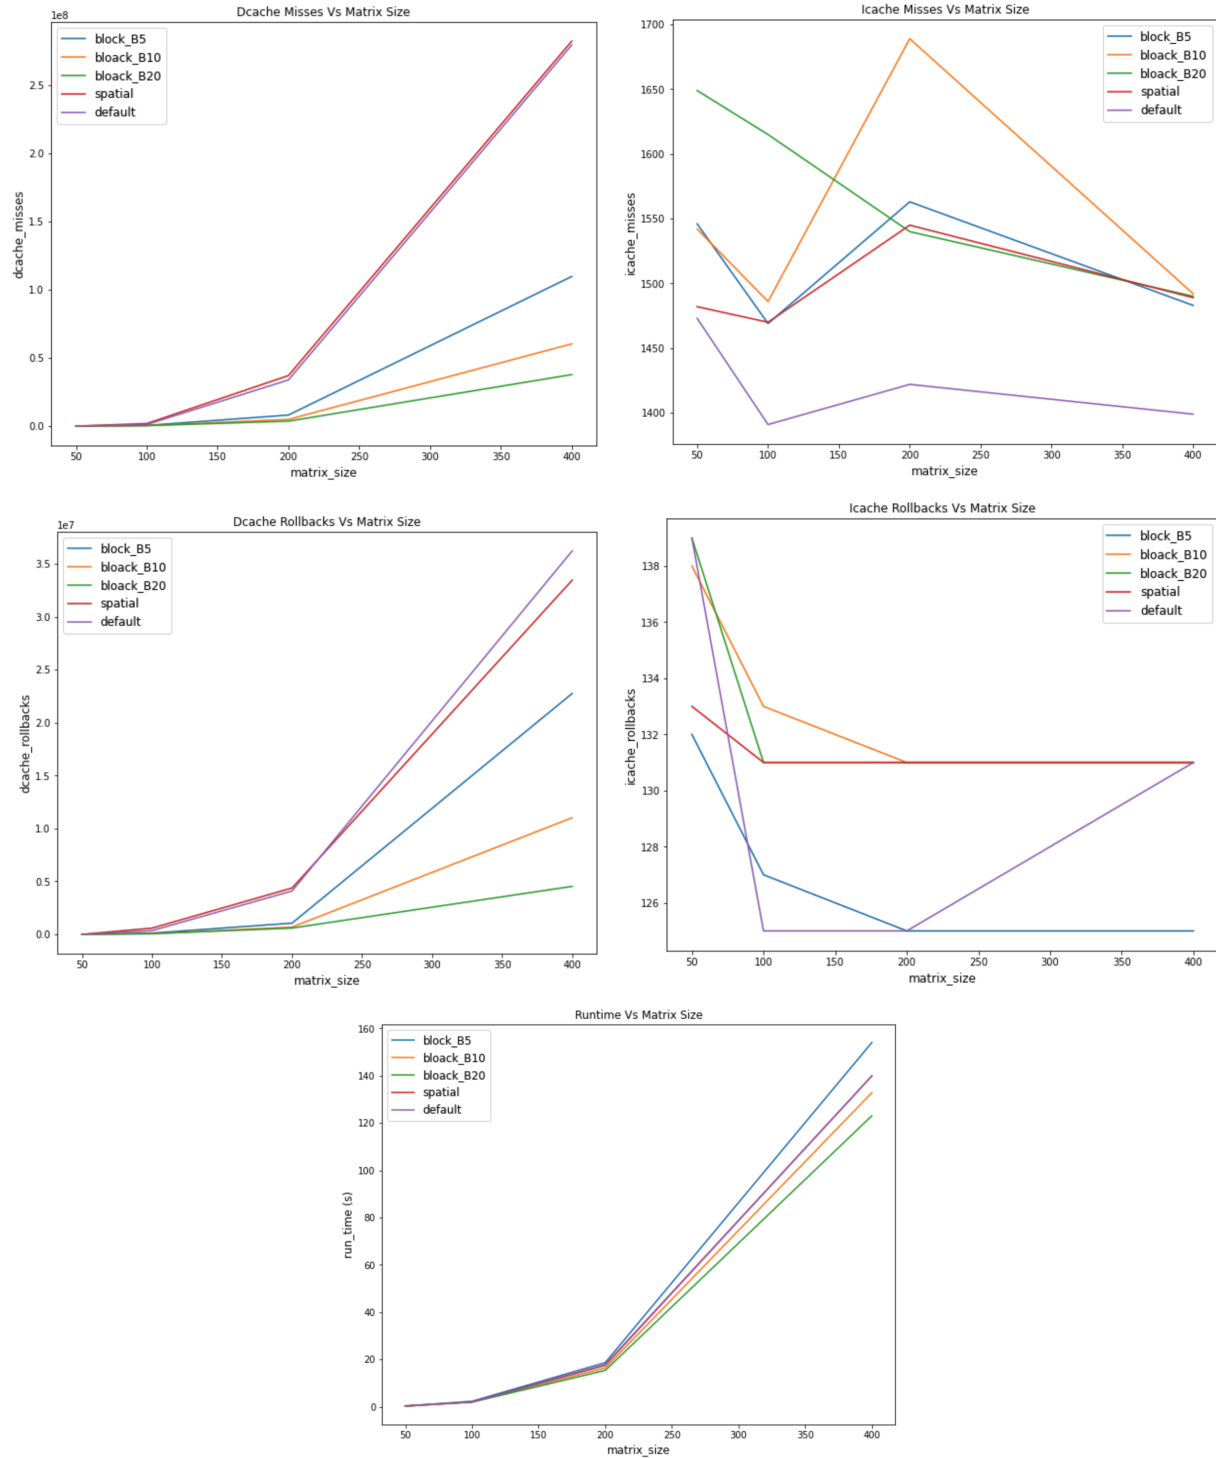 Dcache Misses Vs Matrix Size
1e8
block_B5
bloack_B10
bloack_B20
spatial
default
2.5
2.0
1.5
1.0
0.5
0.0
dcache_misses
50 100 150 200 250 300 350 400
matrix_size
Icache Misses Vs Matrix Size
block_B5
bloack_B10
bloack_B20
spatial
default
1700
1650
1600
1550
1500
1450
1400
icache_misses
50 100 150 200 250 300 350 400
matrix_size
Dcache Rollbacks Vs Matrix Size
1e7
block_B5
bloack_B10
bloack_B20
spatial
default
3.5
3.0
2.5
2.0
1.5
1.0
0.5
0.0
dcache_rollbacks
50 100 150 200 250 300 350 400
matrix_size
Icache Rollbacks Vs Matrix Size
block_B5
bloack_B10
bloack_B20
spatial
default
138
136
134
132
130
128
126
icache_rollbacks
50 100 150 200 250 300 350 400
matrix_size
Runtime Vs Matrix Size
block_B5
bloack_B10
bloack_B20
spatial
default
160
140
120
100
80
60
40
20
0
run_time (s)
50 100 150 200 250 300 350 400
matrix_size